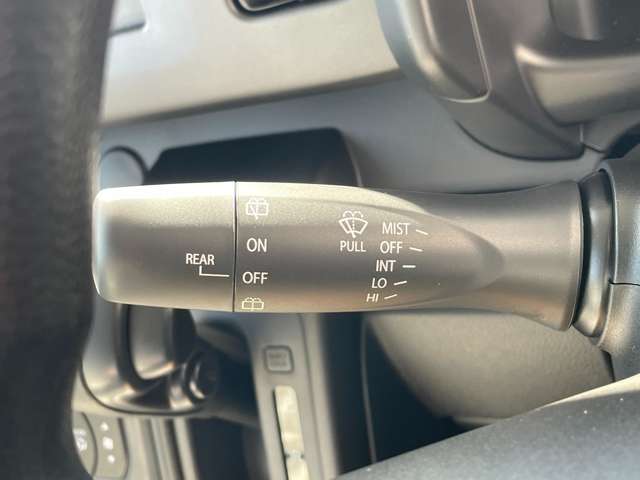 REAR
ON
OFF
PULL
MIST
OFF
INT
LO
HI